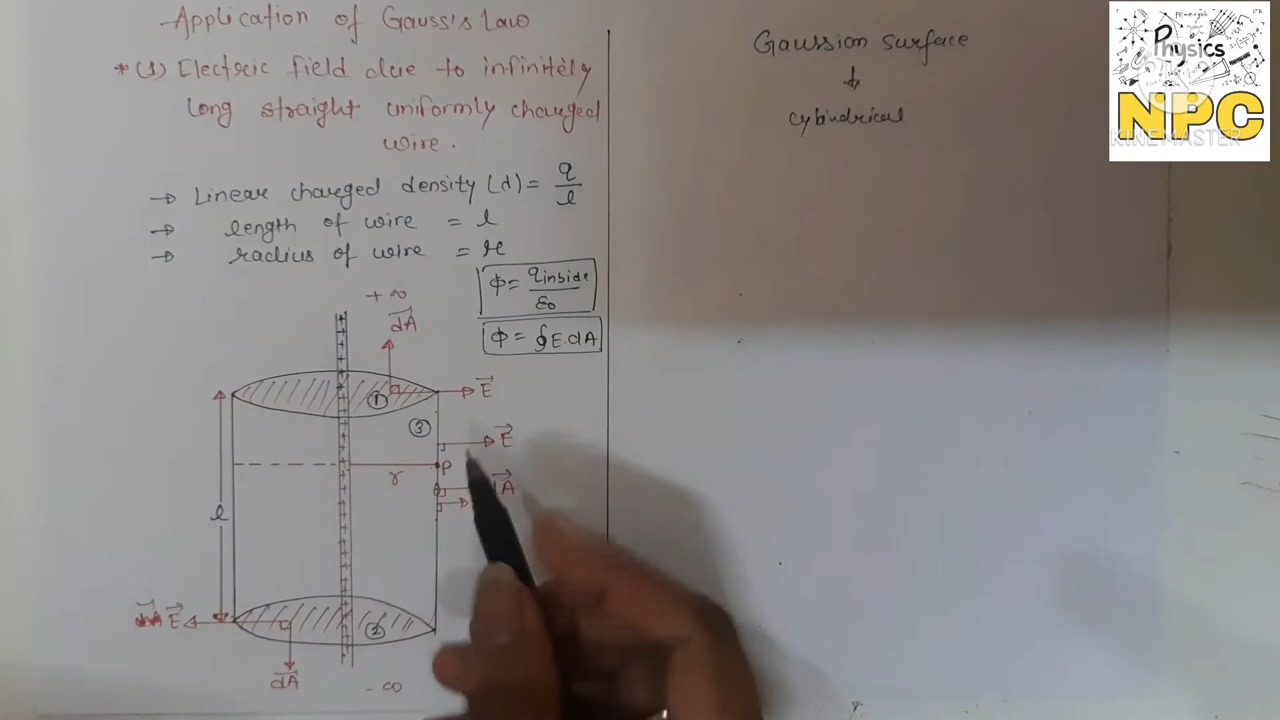 Application of Gauss's Law
*(1) Electric field due to infinitely
long straight uniformly charged
wire.
→ Linear charged density (λ) = q/l
→ length of wire = l
→ radius of wire = r
Φ = qinside/ε0
Φ = ∮E.dA
+ ∞
dA
E
①
③
E
P
r
dA
l
E
②
dA
- ∞
Gaussion surface
↓
cylindrical
Physics
NPC
KINEMASTER